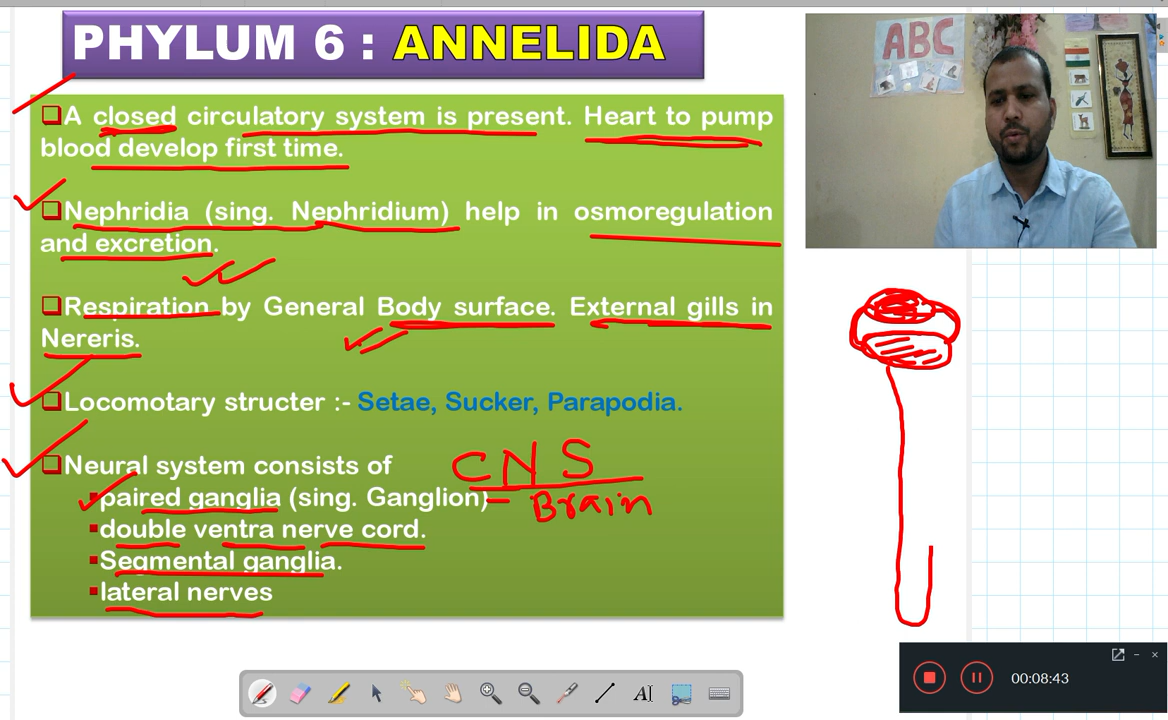 PHYLUM 6 : ANNELIDA
ABC
A closed circulatory system is present. Heart to pump
blood develop first time.
Nephridia (sing. Nephridium) help in osmoregulation
and excretion.
Respiration by General Body surface. External gills in
Nereris.
Locomotary structer :- Setae, Sucker, Parapodia.
Neural system consists of
CNS
paired ganglia (sing. Ganglion)
Brain
double ventra nerve cord.
Segmental ganglia.
lateral nerves
00:08:43
A